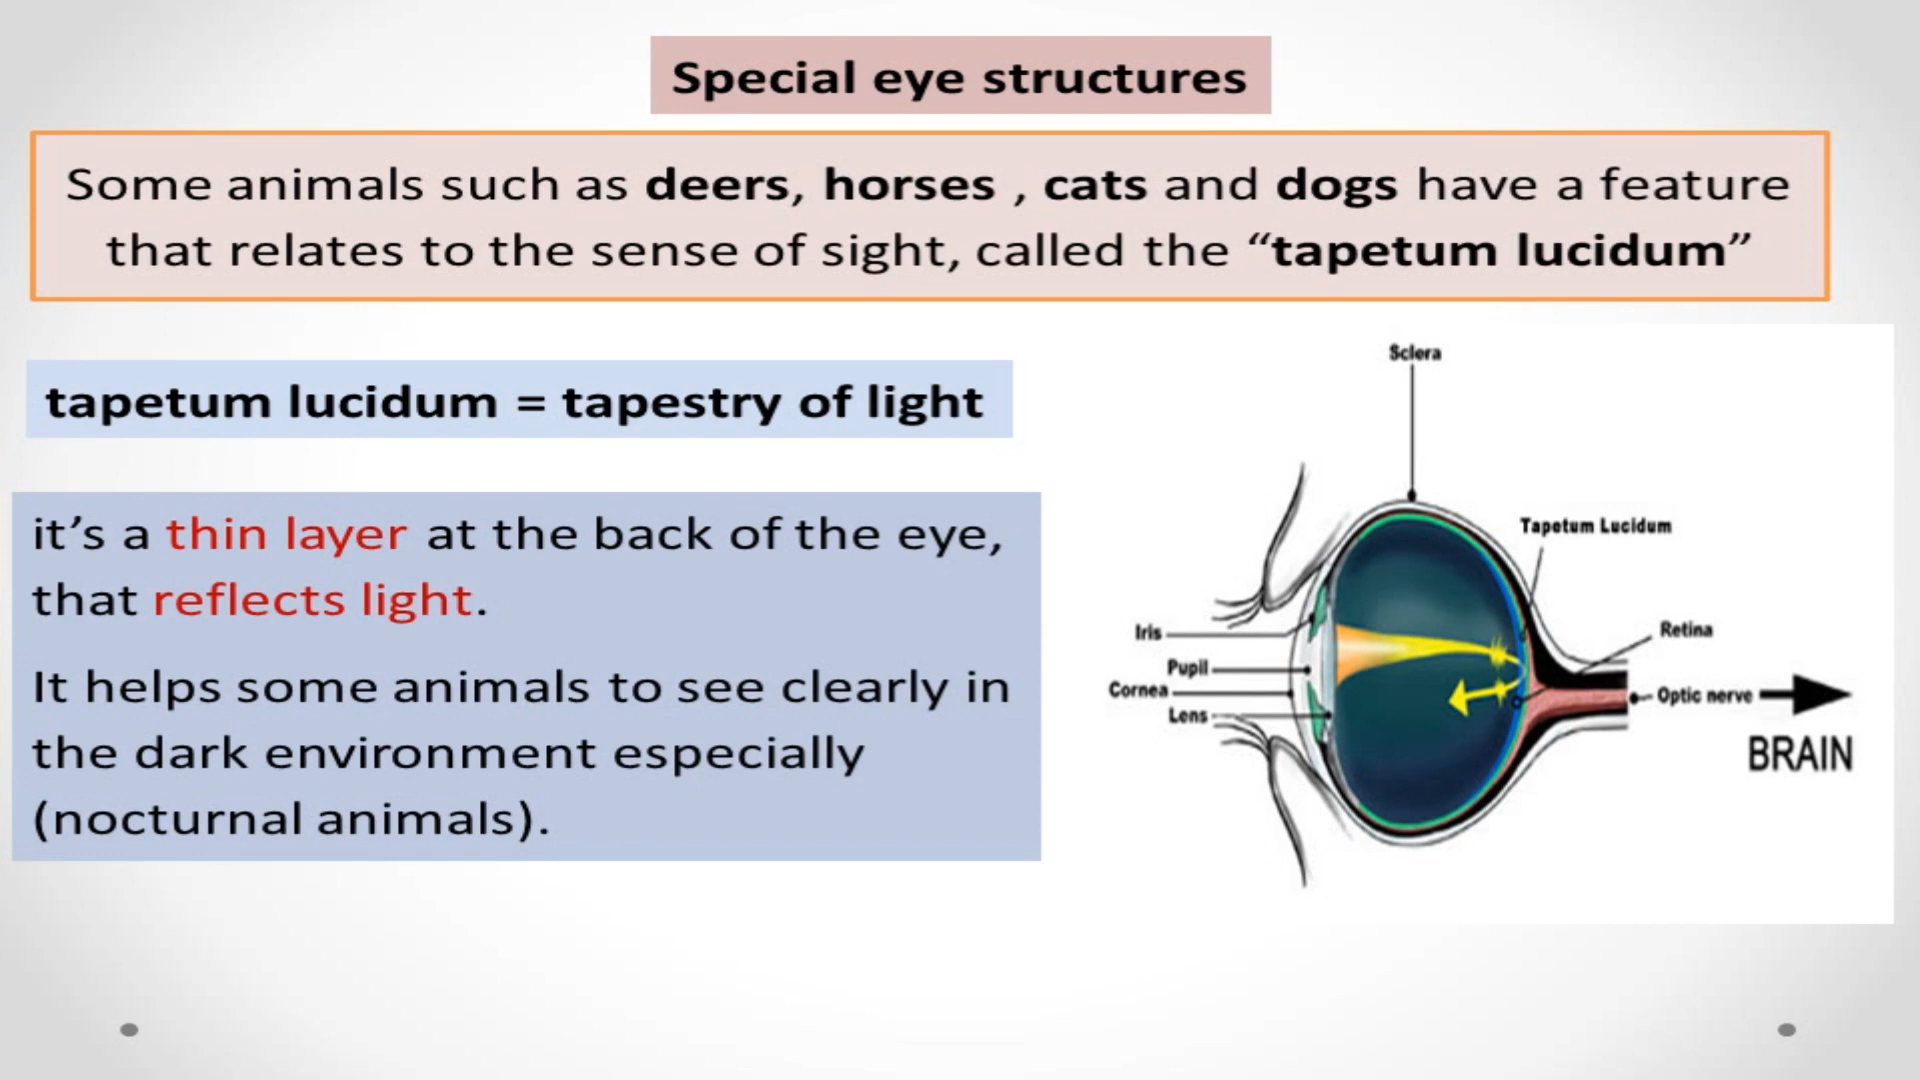 Special eye structures
Some animals such as deers, horses , cats and dogs have a feature
that relates to the sense of sight, called the “tapetum lucidum”
tapetum lucidum = tapestry of light
it’s a thin layer at the back of the eye,
that reflects light.
It helps some animals to see clearly in
the dark environment especially
(nocturnal animals).
Sclera
Tapetum Lucidum
Iris
Retina
Pupil
Cornea
Optic nerve
Lens
BRAIN